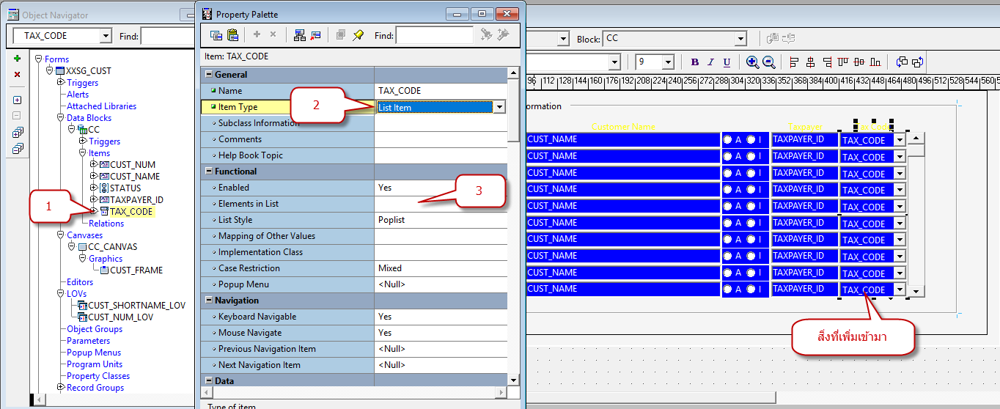 Object Navigator
TAX_CODE
Find:
Forms
XXSG_CUST
Triggers
Alerts
Attached Libraries
Data Blocks
CC
Triggers
Items
CUST_NUM
CUST_NAME
STATUS
TAXPAYER_ID
TAX_CODE
Relations
Canvases
CC_CANVAS
Graphics
CUST_FRAME
Editors
LOVs
CUST_SHORTNAME_LOV
CUST_NUM_LOV
Object Groups
Parameters
Popup Menus
Program Units
Property Classes
Record Groups
1
Property Palette
Find:
Item: TAX_CODE
General
Name TAX_CODE
Item Type List Item
Subclass Information
Comments
Help Book Topic
Functional
Enabled Yes
Elements in List
List Style Poplist
Mapping of Other Values
Implementation Class
Case Restriction Mixed
Popup Menu <Null>
Navigation
Keyboard Navigable Yes
Mouse Navigate Yes
Previous Navigation Item <Null>
Next Navigation Item <Null>
Data
Type of item
2
3
Block: CC
9 B I U
96 112 128 144 160 176 192 208 224 240 256 272 288 304 320 336 352 368 384 400 416 432 448 464 480 496 512 528 544 560
ormation
Customer Name Taxpayer Tax Code
CUST_NAME A I TAXPAYER_ID TAX_CODE
CUST_NAME A I TAXPAYER_ID TAX_CODE
CUST_NAME A I TAXPAYER_ID TAX_CODE
CUST_NAME A I TAXPAYER_ID TAX_CODE
CUST_NAME A I TAXPAYER_ID TAX_CODE
CUST_NAME A I TAXPAYER_ID TAX_CODE
CUST_NAME A I TAXPAYER_ID TAX_CODE
CUST_NAME A I TAXPAYER_ID TAX_CODE
CUST_NAME A I TAXPAYER_ID TAX_CODE
CUST_NAME A I TAXPAYER_ID TAX_CODE
สิ่งที่เพิ่มเข้ามา